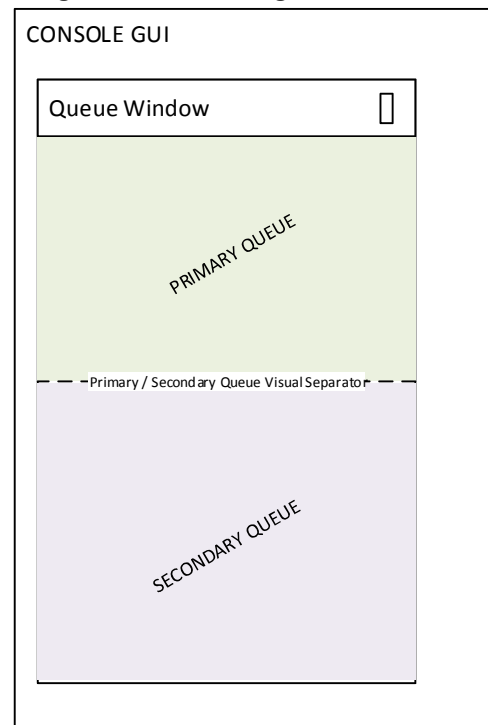 CONSOLE GUI
Queue Window
PRIMARY QUEUE
Primary / Secondary Queue Visual Separator
SECONDARY QUEUE